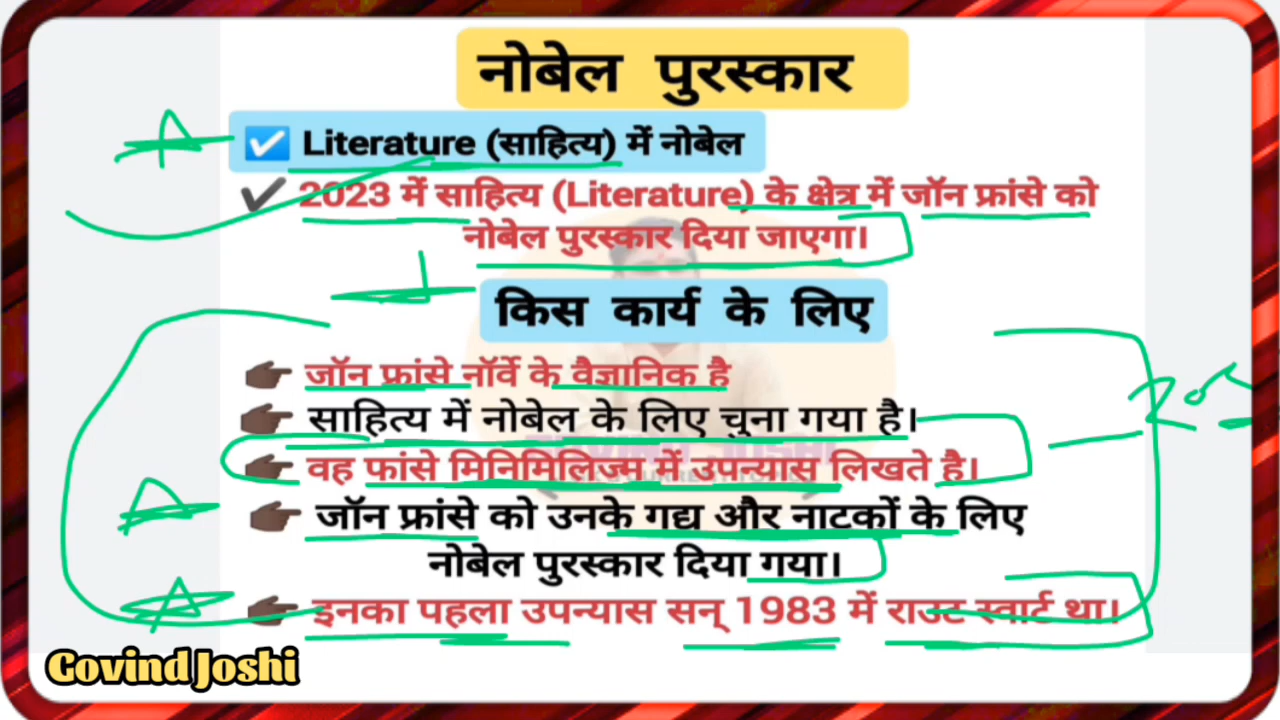 नोबेल पुरस्कार
Literature (साहित्य) में नोबेल
2023 में साहित्य (Literature) के क्षेत्र में जॉन फ्रांसे को
नोबेल पुरस्कार दिया जाएगा।
किस कार्य के लिए
जॉन फ्रांसे नॉर्वे के वैज्ञानिक है
साहित्य में नोबेल के लिए चुना गया है।
वह फांसे मिनिमिलिज्म में उपन्यास लिखते है।
जॉन फ्रांसे को उनके गद्य और नाटकों के लिए
नोबेल पुरस्कार दिया गया।
इनका पहला उपन्यास सन् 1983 में राउट स्वार्ट था।
Govind Joshi